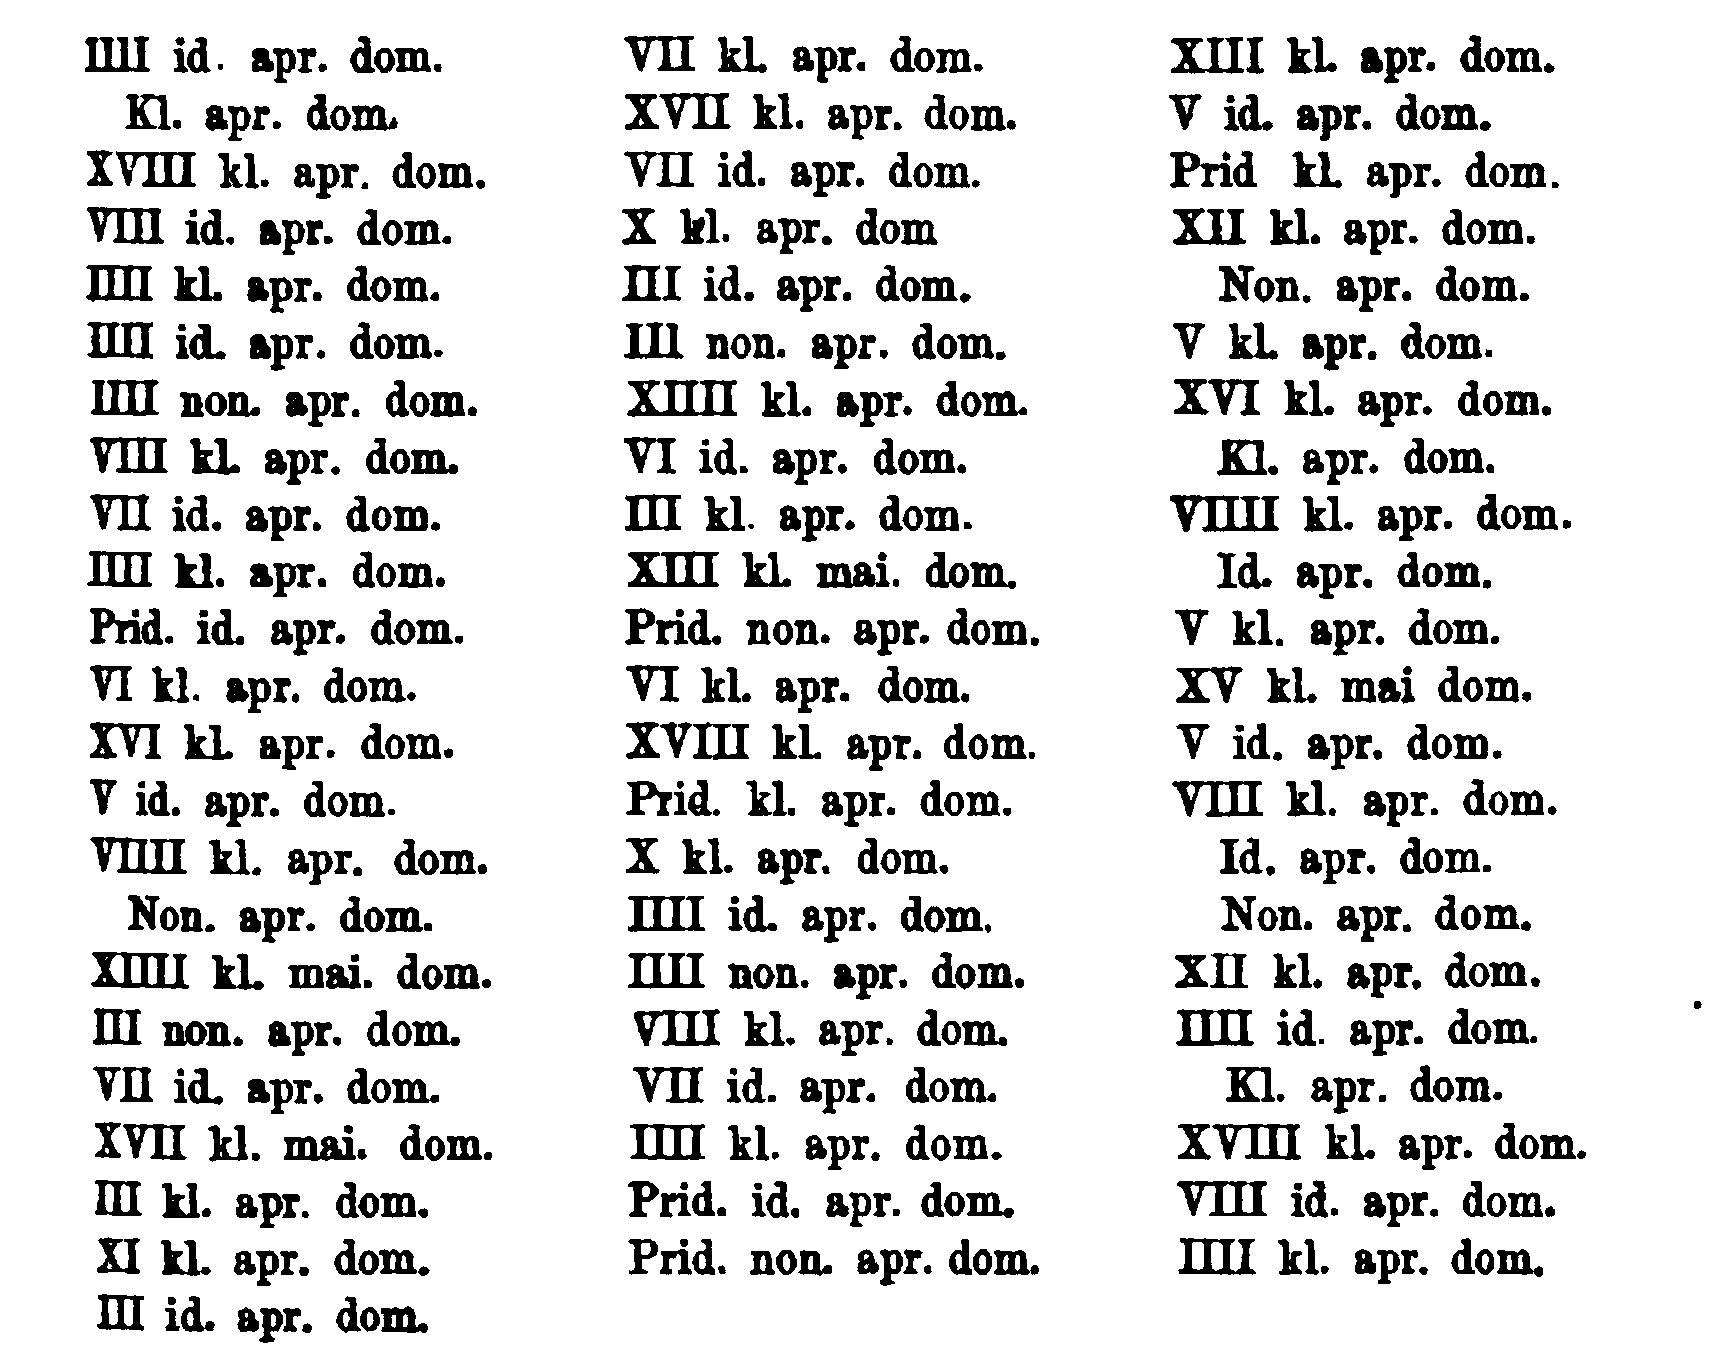 IIII id. apr. dom.
Kl. apr. dom.
XVIII kl. apr. dom.
VIII id. apr. dom.
IIII kl. apr. dom.
IIII id. apr. dom.
IIII non. apr. dom.
VIII kl. apr. dom.
VII id. apr. dom.
IIII kl. apr. dom.
Prid. id. apr. dom.
VI kl. apr. dom.
XVI kl. apr. dom.
V id. apr. dom.
VIIII kl. apr. dom.
Non. apr. dom.
XIIII kl. mai. dom.
III non. apr. dom.
VII id. apr. dom.
XVII kl. mai. dom.
III kl. apr. dom.
XI kl. apr. dom.
III id. apr. dom.
VII kl. apr. dom.
XVII kl. apr. dom.
VII id. apr. dom.
X kl. apr. dom
III id. apr. dom.
III non. apr. dom.
XIIII kl. apr. dom.
VI id. apr. dom.
III kl. apr. dom.
XIII kl. mai. dom.
Prid. non. apr. dom.
VI kl. apr. dom.
XVIII kl. apr. dom.
Prid. kl. apr. dom.
X kl. apr. dom.
IIII id. apr. dom.
IIII non. apr. dom.
VIII kl. apr. dom.
VII id. apr. dom.
IIII kl. apr. dom.
Prid. id. apr. dom.
Prid. non. apr. dom.
XIII kl. apr. dom.
V id. apr. dom.
Prid kl. apr. dom.
XII kl. apr. dom.
Non. apr. dom.
V kl. apr. dom.
XVI kl. apr. dom.
Kl. apr. dom.
VIIII kl. apr. dom.
Id. apr. dom.
V kl. apr. dom.
XV kl. mai dom.
V id. apr. dom.
VIII kl. apr. dom.
Id. apr. dom.
Non. apr. dom.
XII kl. apr. dom.
IIII id. apr. dom.
Kl. apr. dom.
XVIII kl. apr. dom.
VIII id. apr. dom.
IIII kl. apr. dom.